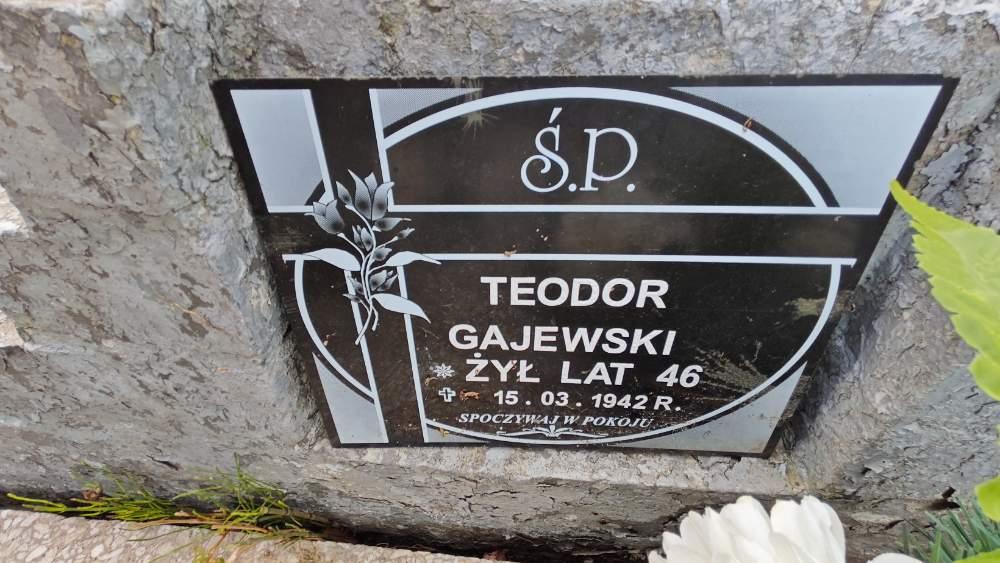 Ś.P.
TEODOR
GAJEWSKI
ŻYŁ LAT 46
15.03.1942 R.
SPOCZYWAJ W POKOJU